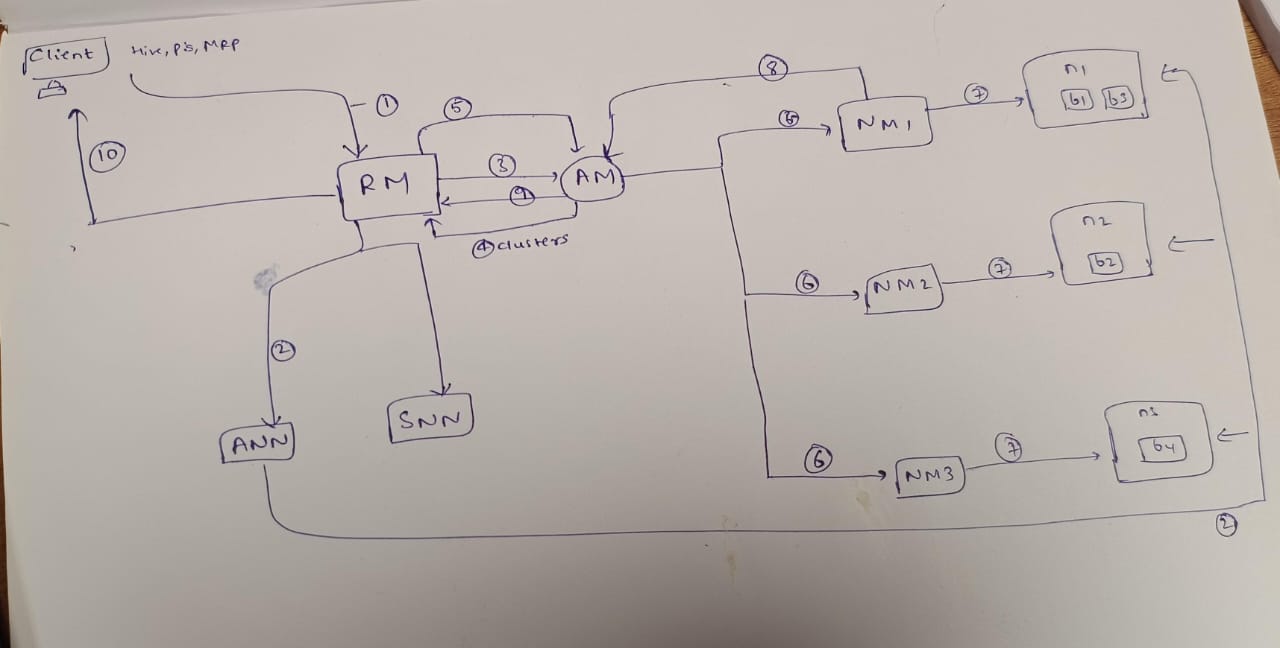 Client Hive, Pig, MRP
①
⑧
⑤
⑥
⑦
n1
b1 b3
NM1
⑩
RM
③
AM
⑨
④ clusters
n2
b2
⑥
NM2
⑦
②
ANN
SNN
n3
b4
⑥
NM3
⑦
②